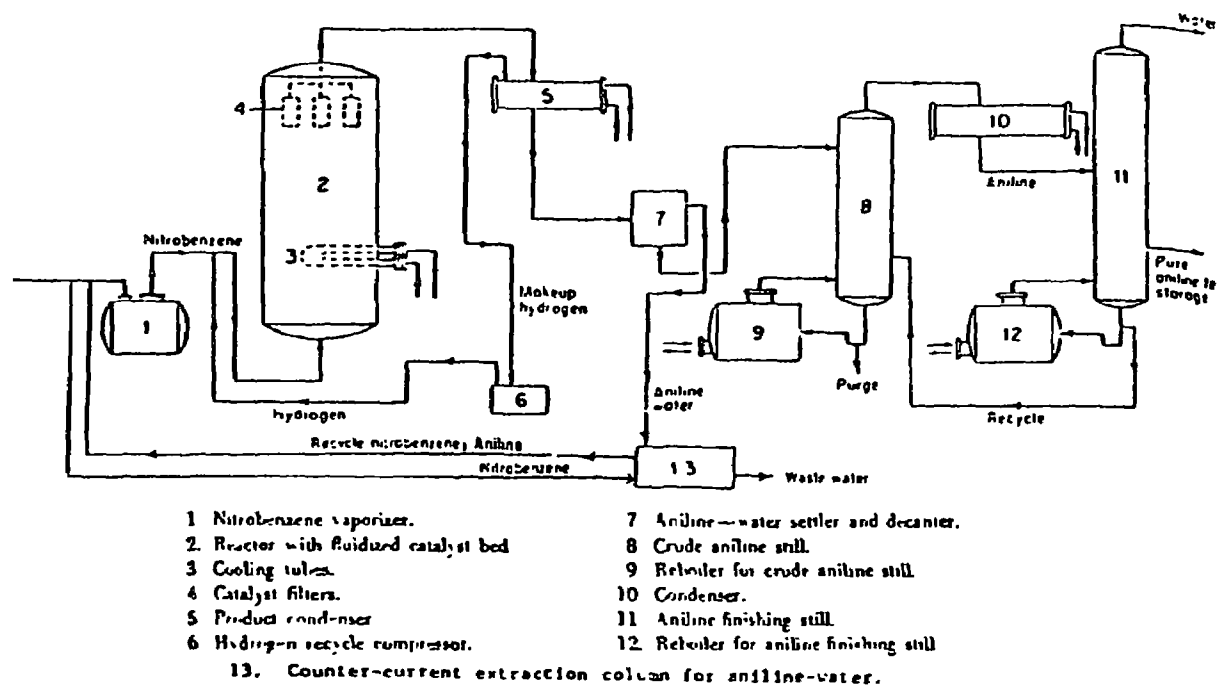 Water
4
5
10
2
11
7
8
Aniline
Nitrobenzene
3
Makeup
hydrogen
Pure
aniline to
storage
1
9
12
6
Purge
Hydrogen
Aniline
water
Recycle
Recycle nitrobenzene, Aniline
Nitrobenzene
13
Waste water
1 Nitrobenzene vaporizer.
2. Reactor with fluidized catalyst bed
3 Cooling tubes.
4 Catalyst filters.
5 Product condenser
6 Hydrogen recycle compressor.
7 Aniline—water settler and decanter.
8 Crude aniline still.
9 Reboiler for crude aniline still
10 Condenser.
11 Aniline finishing still.
12 Reboiler for aniline finishing still
13. Counter-current extraction column for aniline-water.